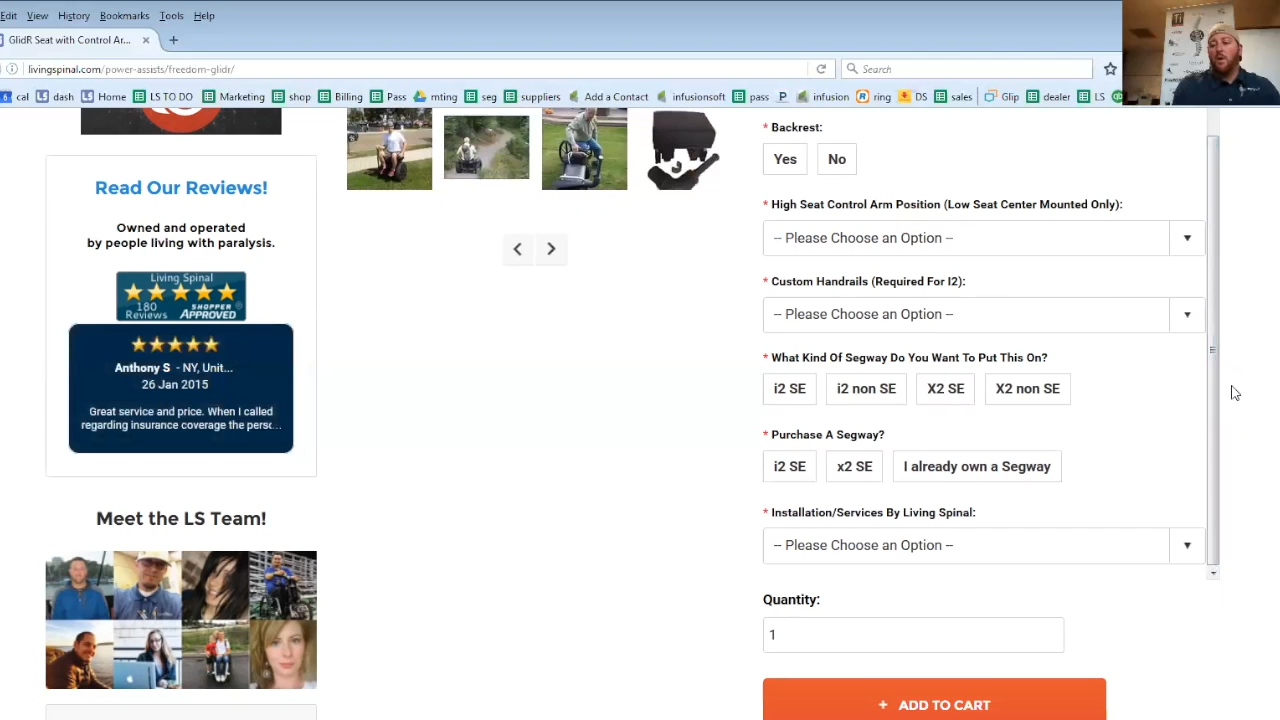 Edit View History Bookmarks Tools Help
GlidR Seat with Control Ar... × +
livingspinal.com/power-assists/freedom-glidr/
Search
cal dash Home LS TO DO Marketing shop Billing Pass mting seg suppliers Add a Contact infusionsoft pass infusion ring DS sales Glip dealer LS
Read Our Reviews!
Owned and operated
by people living with paralysis.
Living Spinal
180
Reviews
SHOPPER
APPROVED
Anthony S - NY, Unit...
26 Jan 2015
Great service and price. When I called
regarding insurance coverage the persc...
Meet the LS Team!
* Backrest:
Yes No
* High Seat Control Arm Position (Low Seat Center Mounted Only):
-- Please Choose an Option --
* Custom Handrails (Required For I2):
-- Please Choose an Option --
* What Kind Of Segway Do You Want To Put This On?
i2 SE i2 non SE X2 SE X2 non SE
* Purchase A Segway?
i2 SE x2 SE I already own a Segway
* Installation/Services By Living Spinal:
-- Please Choose an Option --
Quantity:
1
+ ADD TO CART